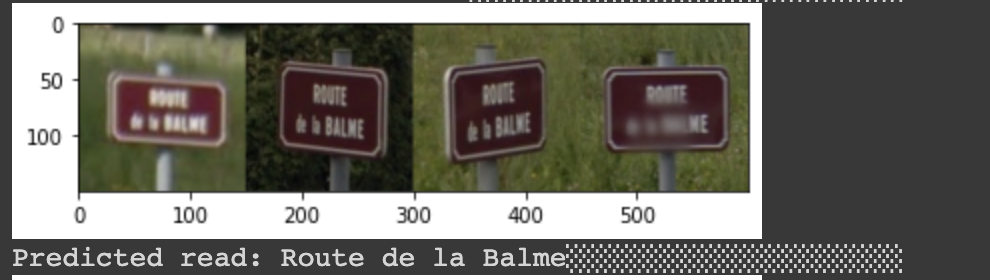 0
50
ROUTE ROUTE ROUTE ROUTE
de la BALME de la BALME de la BALME
100
0 100 200 300 400 500
Predicted read: Route de la Balme